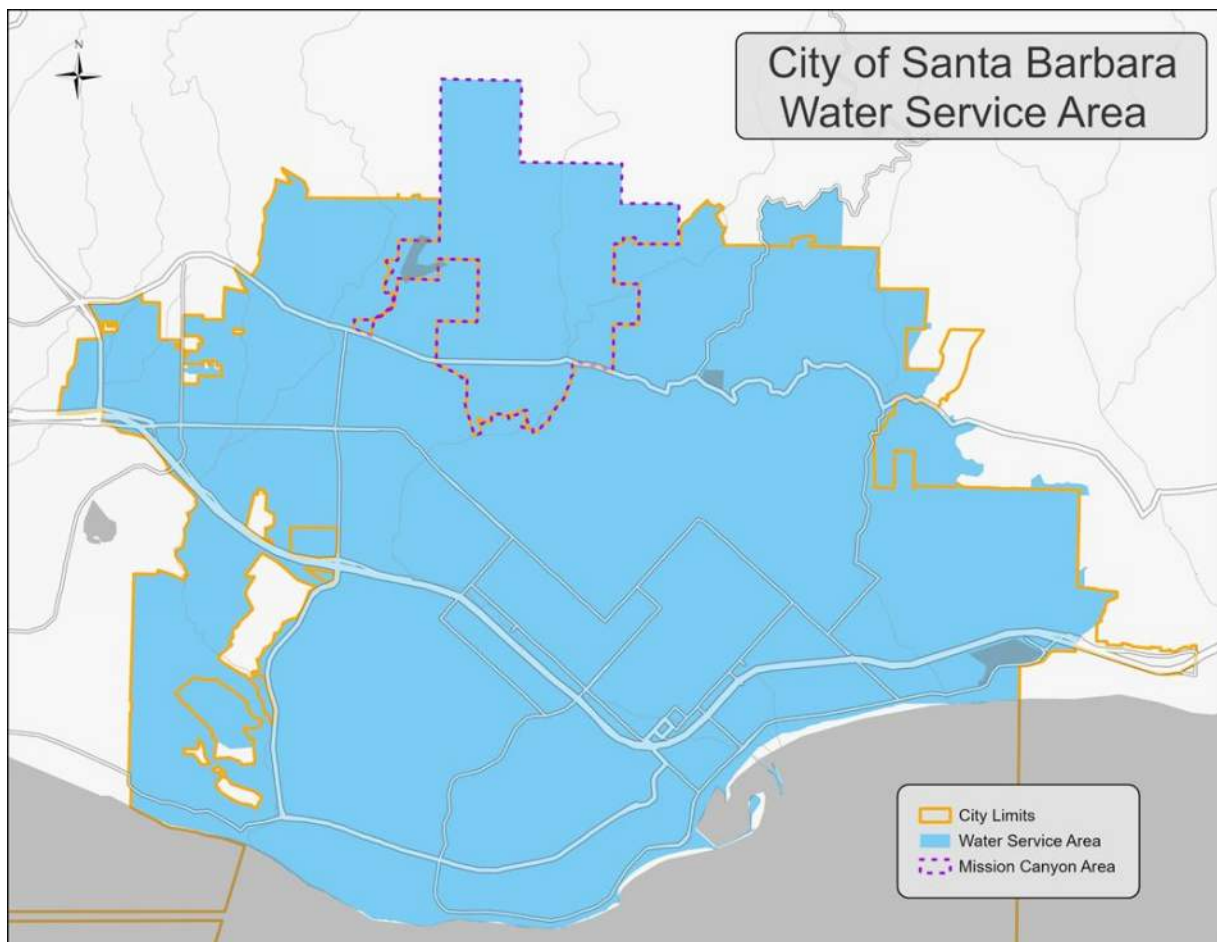 N
City of Santa Barbara
Water Service Area
City Limits
Water Service Area
Mission Canyon Area